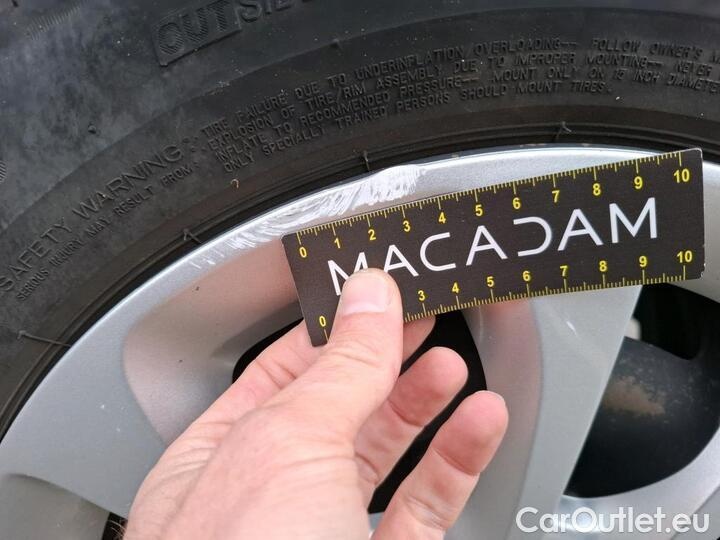 OUTSIDE
SAFETY WARNING TIRE FAILURE DUE TO UNDERINFLATION/OVERLOADING— FOLLOW OWNER'S
SERIOUS INJURY MAY RESULT FROM: EXPLOSION OF TIRE/RIM ASSEMBLY DUE TO IMPROPER MOUNTING— NEVER
INFLATE TO RECOMMENDED PRESSURE— MOUNT ONLY ON 15 INCH DIAMETER
ONLY SPECIALLY TRAINED PERSONS SHOULD MOUNT TIRES.
0 1 2 3 4 5 6 7 8 9 10
MACADAM
0 3 4 5 6 7 8 9 10
CarOutlet.eu